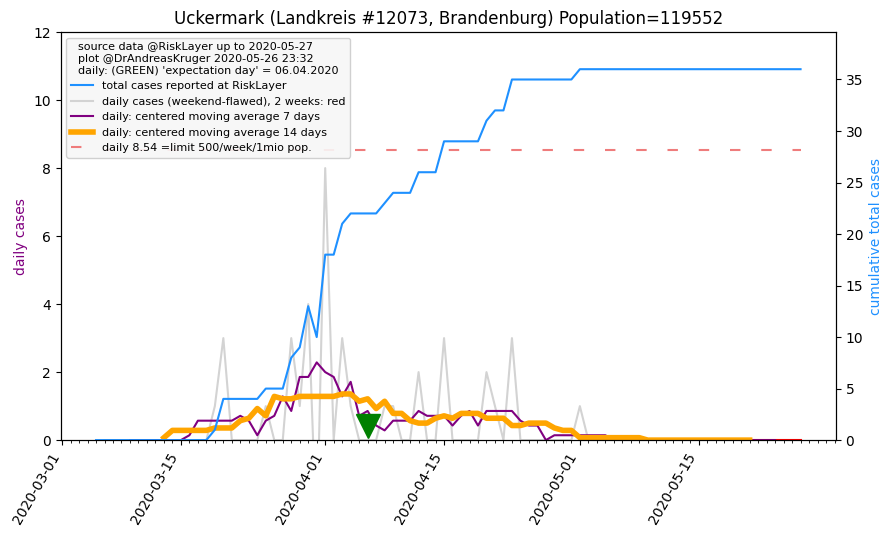 Uckermark (Landkreis #12073, Brandenburg) Population=119552
source data @RiskLayer up to 2020-05-27
plot @DrAndreasKruger 2020-05-26 23:32
daily: (GREEN) 'expectation day' = 06.04.2020
total cases reported at RiskLayer
daily cases (weekend-flawed), 2 weeks: red
daily: centered moving average 7 days
daily: centered moving average 14 days
daily 8.54 =limit 500/week/1mio pop.
daily cases
12
10
8
6
4
2
0
35
30
25
20
15
10
5
0
cumulative total cases
2020-03-01
2020-03-15
2020-04-01
2020-04-15
2020-05-01
2020-05-15